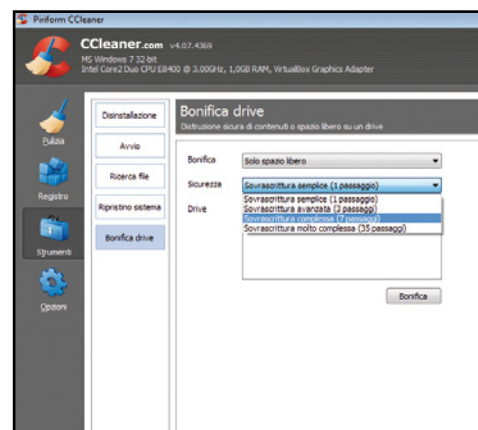 Piriform CCleaner
CCleaner.com v4.07.4369
MS Windows 7 32-bit
Intel Core2 Duo CPU E8400 @ 3.00GHz, 1,0GB RAM, VirtualBox Graphics Adapter
Pulizia
Registro
Strumenti
Opzioni
Disinstallazione
Avvio
Ricerca file
Ripristino sistema
Bonifica drive
Bonifica drive
Distruzione sicura di contenuti o spazio libero su un drive
Bonifica Solo spazio libero
Sicurezza Sovrascrittura semplice (1 passaggio)
Sovrascrittura semplice (1 passaggio)
Drive Sovrascrittura avanzata (3 passaggi)
Sovrascrittura complessa (7 passaggi)
Sovrascrittura molto complessa (35 passaggi)
Bonifica